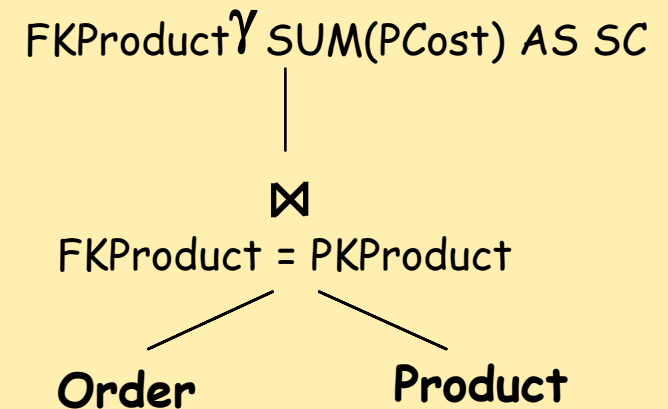 FKProductγ SUM(PCost) AS SC
⋈
FKProduct = PKProduct
Order Product